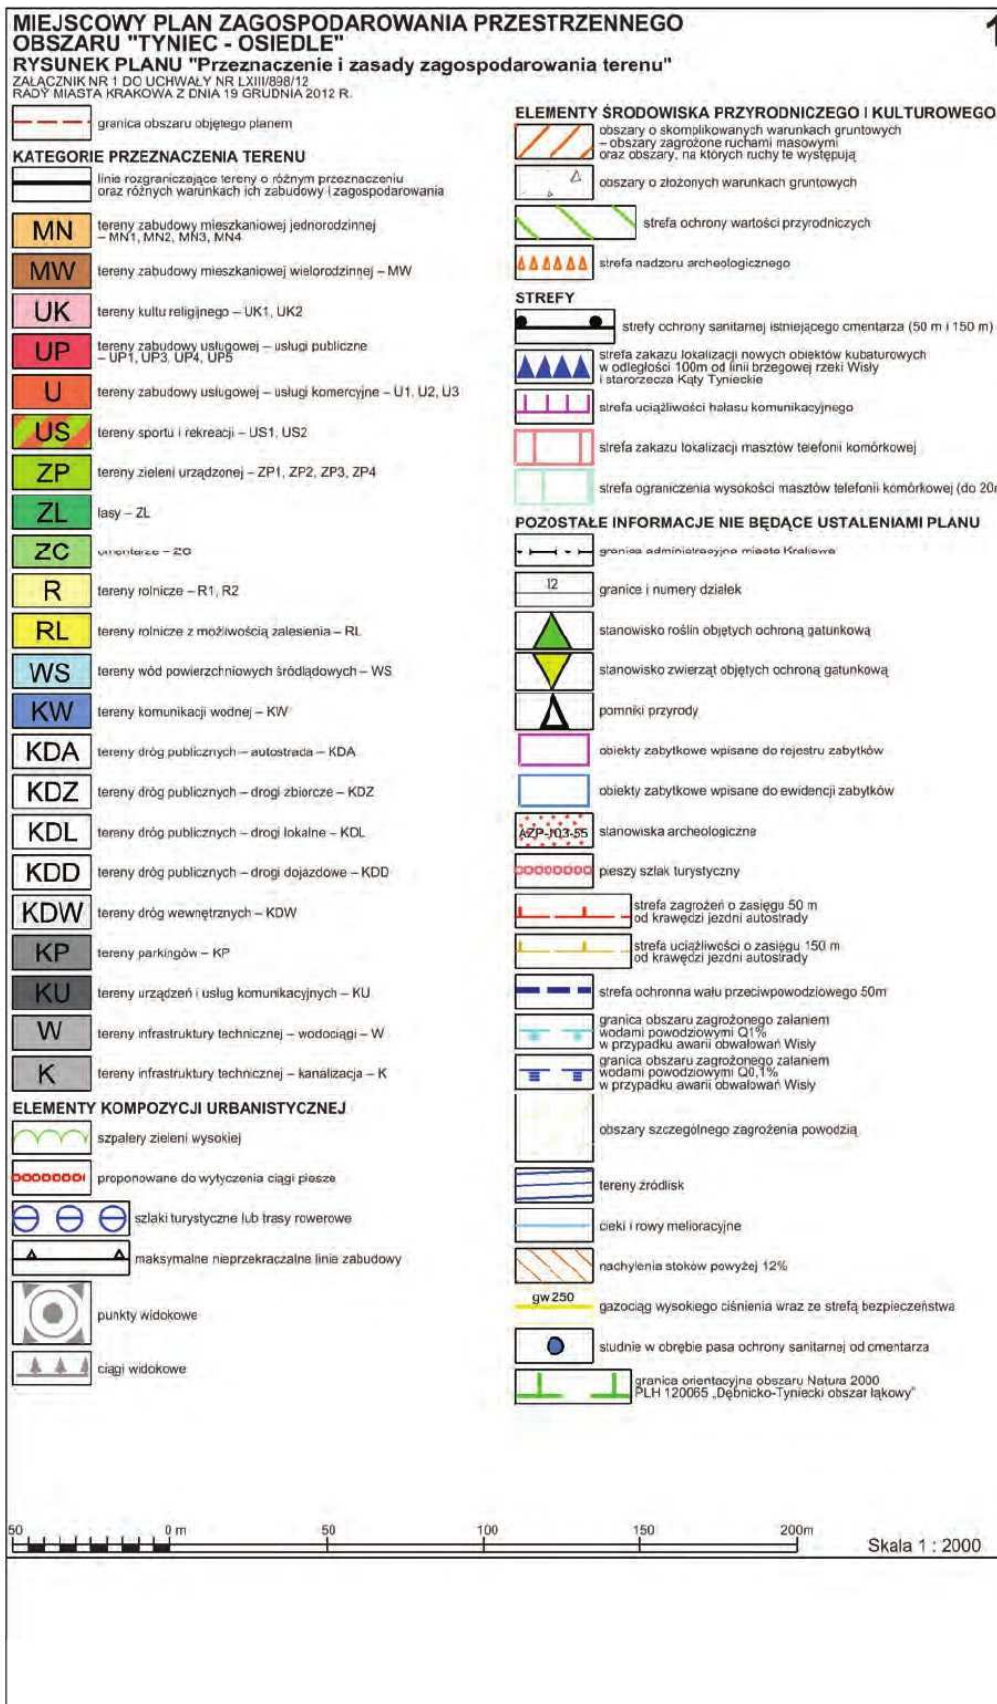 MIEJSCOWY PLAN ZAGOSPODAROWANIA PRZESTRZENNEGO
OBSZARU "TYNIEC - OSIEDLE"
RYSUNEK PLANU "Przeznaczenie i zasady zagospodarowania terenu"
ZAŁĄCZNIK NR 1 DO UCHWAŁY NR LXIII/898/12
RADY MIASTA KRAKOWA Z DNIA 19 GRUDNIA 2012 R.
1
granica obszaru objętego planem
KATEGORIE PRZEZNACZENIA TERENU
linie rozgraniczające tereny o różnym przeznaczeniu
oraz różnych warunkach ich zabudowy i zagospodarowania
MN tereny zabudowy mieszkaniowej jednorodzinnej
– MN1, MN2, MN3, MN4
MW tereny zabudowy mieszkaniowej wielorodzinnej – MW
UK tereny kultu religijnego – UK1, UK2
UP tereny zabudowy usługowej – usługi publiczne
– UP1, UP3, UP4, UP5
U tereny zabudowy usługowej – usługi komercyjne – U1, U2, U3
US tereny sportu i rekreacji – US1, US2
ZP tereny zieleni urządzonej – ZP1, ZP2, ZP3, ZP4
ZL lasy – ZL
ZC cmentarze – ZC
R tereny rolnicze – R1, R2
RL tereny rolnicze z możliwością zalesienia – RL
WS tereny wód powierzchniowych śródlądowych – WS
KW tereny komunikacji wodnej – KW
KDA tereny dróg publicznych – autostrada – KDA
KDZ tereny dróg publicznych – drogi zbiorcze – KDZ
KDL tereny dróg publicznych – drogi lokalne – KDL
KDD tereny dróg publicznych – drogi dojazdowe – KDD
KDW tereny dróg wewnętrznych – KDW
KP tereny parkingów – KP
KU tereny urządzeń i usług komunikacyjnych – KU
W tereny infrastruktury technicznej – wodociągi – W
K tereny infrastruktury technicznej – kanalizacja – K
ELEMENTY KOMPOZYCJI URBANISTYCZNEJ
szpalery zieleni wysokiej
proponowane do wytyczenia ciągi piesze
szlaki turystyczne lub trasy rowerowe
maksymalne nieprzekraczalne linie zabudowy
punkty widokowe
ciągi widokowe
ELEMENTY ŚRODOWISKA PRZYRODNICZEGO I KULTUROWEGO
obszary o skomplikowanych warunkach gruntowych
– obszary zagrożone ruchami masowymi
oraz obszary, na których ruchy te występują
obszary o złożonych warunkach gruntowych
strefa ochrony wartości przyrodniczych
strefa nadzoru archeologicznego
STREFY
strefy ochrony sanitarnej istniejącego cmentarza (50 m i 150 m)
strefa zakazu lokalizacji nowych obiektów kubaturowych
w odległości 100m od linii brzegowej rzeki Wisły
i starorzecza Kąty Tynieckie
strefa uciążliwości hałasu komunikacyjnego
strefa zakazu lokalizacji masztów telefonii komórkowej
strefa ograniczenia wysokości masztów telefonii komórkowej (do 20m
POZOSTAŁE INFORMACJE NIE BĘDĄCE USTALENIAMI PLANU
granica administracyjna miasta Krakowa
12 granice i numery działek
stanowisko roślin objętych ochroną gatunkową
stanowisko zwierząt objętych ochroną gatunkową
pomniki przyrody
obiekty zabytkowe wpisane do rejestru zabytków
obiekty zabytkowe wpisane do ewidencji zabytków
AZP-103-55 stanowiska archeologiczne
pieszy szlak turystyczny
strefa zagrożeń o zasięgu 50 m
od krawędzi jezdni autostrady
strefa uciążliwości o zasięgu 150 m
od krawędzi jezdni autostrady
strefa ochronna wału przeciwpowodziowego 50m
granica obszaru zagrożonego zalaniem
wodami powodziowymi Q1%
w przypadku awarii obwałowań Wisły
granica obszaru zagrożonego zalaniem
wodami powodziowymi Q0,1%
w przypadku awarii obwałowań Wisły
obszary szczególnego zagrożenia powodzią
tereny źródlisk
cieki i rowy melioracyjne
nachylenia stoków powyżej 12%
gw 250 gazociąg wysokiego ciśnienia wraz ze strefą bezpieczeństwa
studnie w obrębie pasa ochrony sanitarnej od cmentarza
granica orientacyjna obszaru Natura 2000
PLH 120065 „Dębnicko-Tyniecki obszar łąkowy"
50 0 m 50 100 150 200m
Skala 1 : 2000